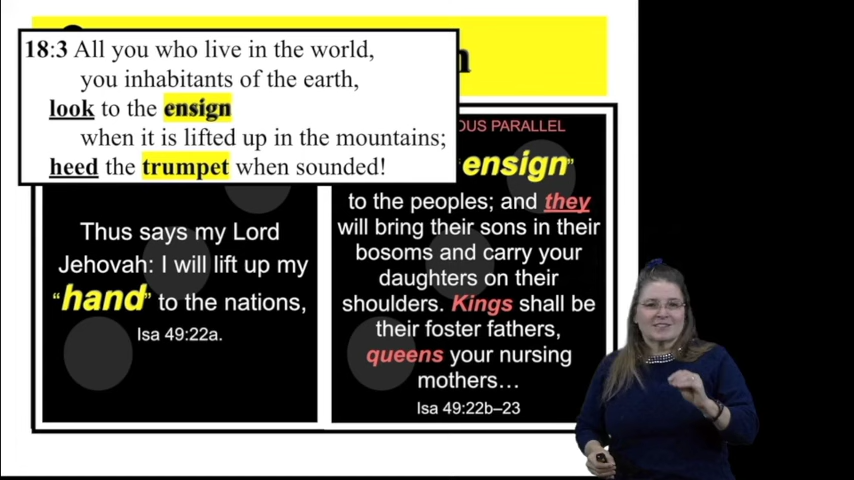 18:3 All you who live in the world,
you inhabitants of the earth,
look to the ensign
when it is lifted up in the mountains;
heed the trumpet when sounded!
Thus says my Lord
Jehovah: I will lift up my
“hand” to the nations,
Isa 49:22a.
OUS PARALLEL
“ensign”
to the peoples; and they
will bring their sons in their
bosoms and carry your
daughters on their
shoulders. Kings shall be
their foster fathers,
queens your nursing
mothers…
Isa 49:22b–23